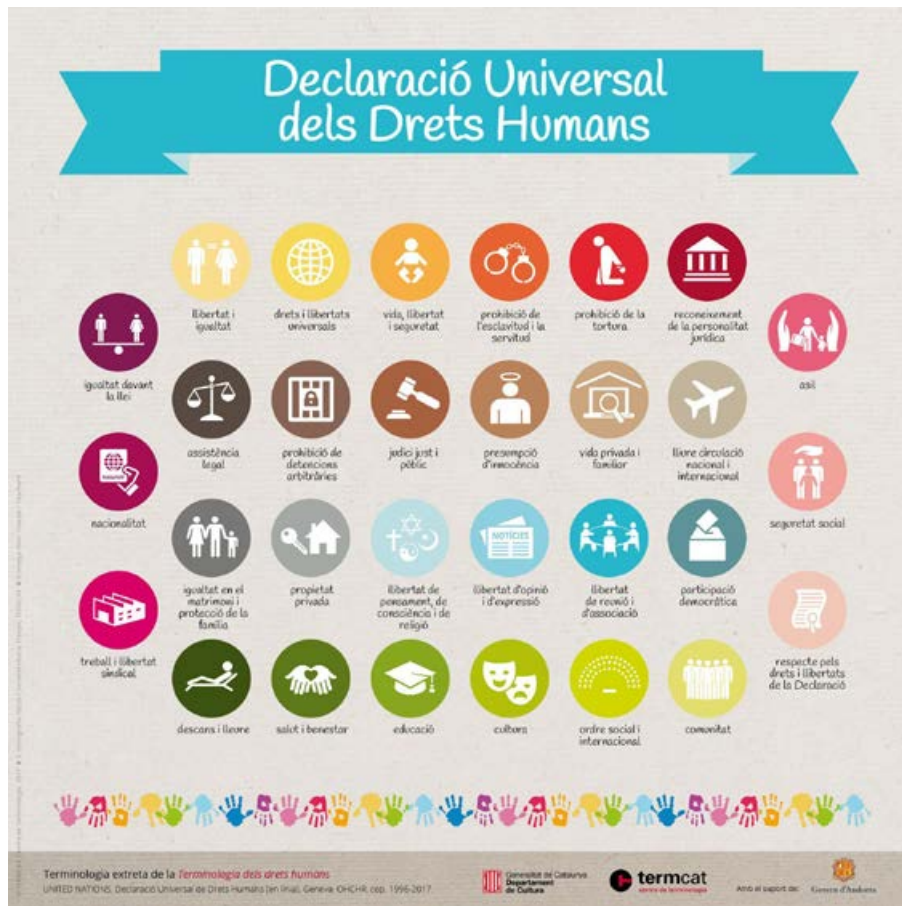 Declaració Universal
dels Drets Humans
llibertat i
igualtat
drets i llibertats
universals
vida, llibertat
i seguretat
prohibició de
l'esclavitud i la
servitud
prohibició de la
tortura
reconeixement
de la personalitat
jurídica
igualtat davant
la llei
asil
assistència
legal
prohibició de
detencions
arbitràries
judici just i
públic
presumpció
d'innocència
vida privada i
familiar
lliure circulació
nacional i
internacional
nacionalitat
seguretat social
igualtat en el
matrimoni i
protecció de la
família
propietat
privada
llibertat de
pensament, de
consciència i de
religió
NOTÍCIES
llibertat d'opinió
i d'expressió
llibertat
de reunió i
d'associació
participació
democràtica
treball i llibertat
sindical
respecte pels
drets i llibertats
de la Declaració
descans i lleure
salut i benestar
educació
cultura
ordre social i
internacional
comunitat
Terminologia extreta de la Terminologia dels drets humans
UNITED NATIONS. Declaració Universal de Drets Humans [en línia]. Geneva: OHCHR, cop. 1996-2017.
Generalitat de Catalunya
Departament
de Cultura
termcat
centre de terminologia
Amb el suport de:
Govern d'Andorra